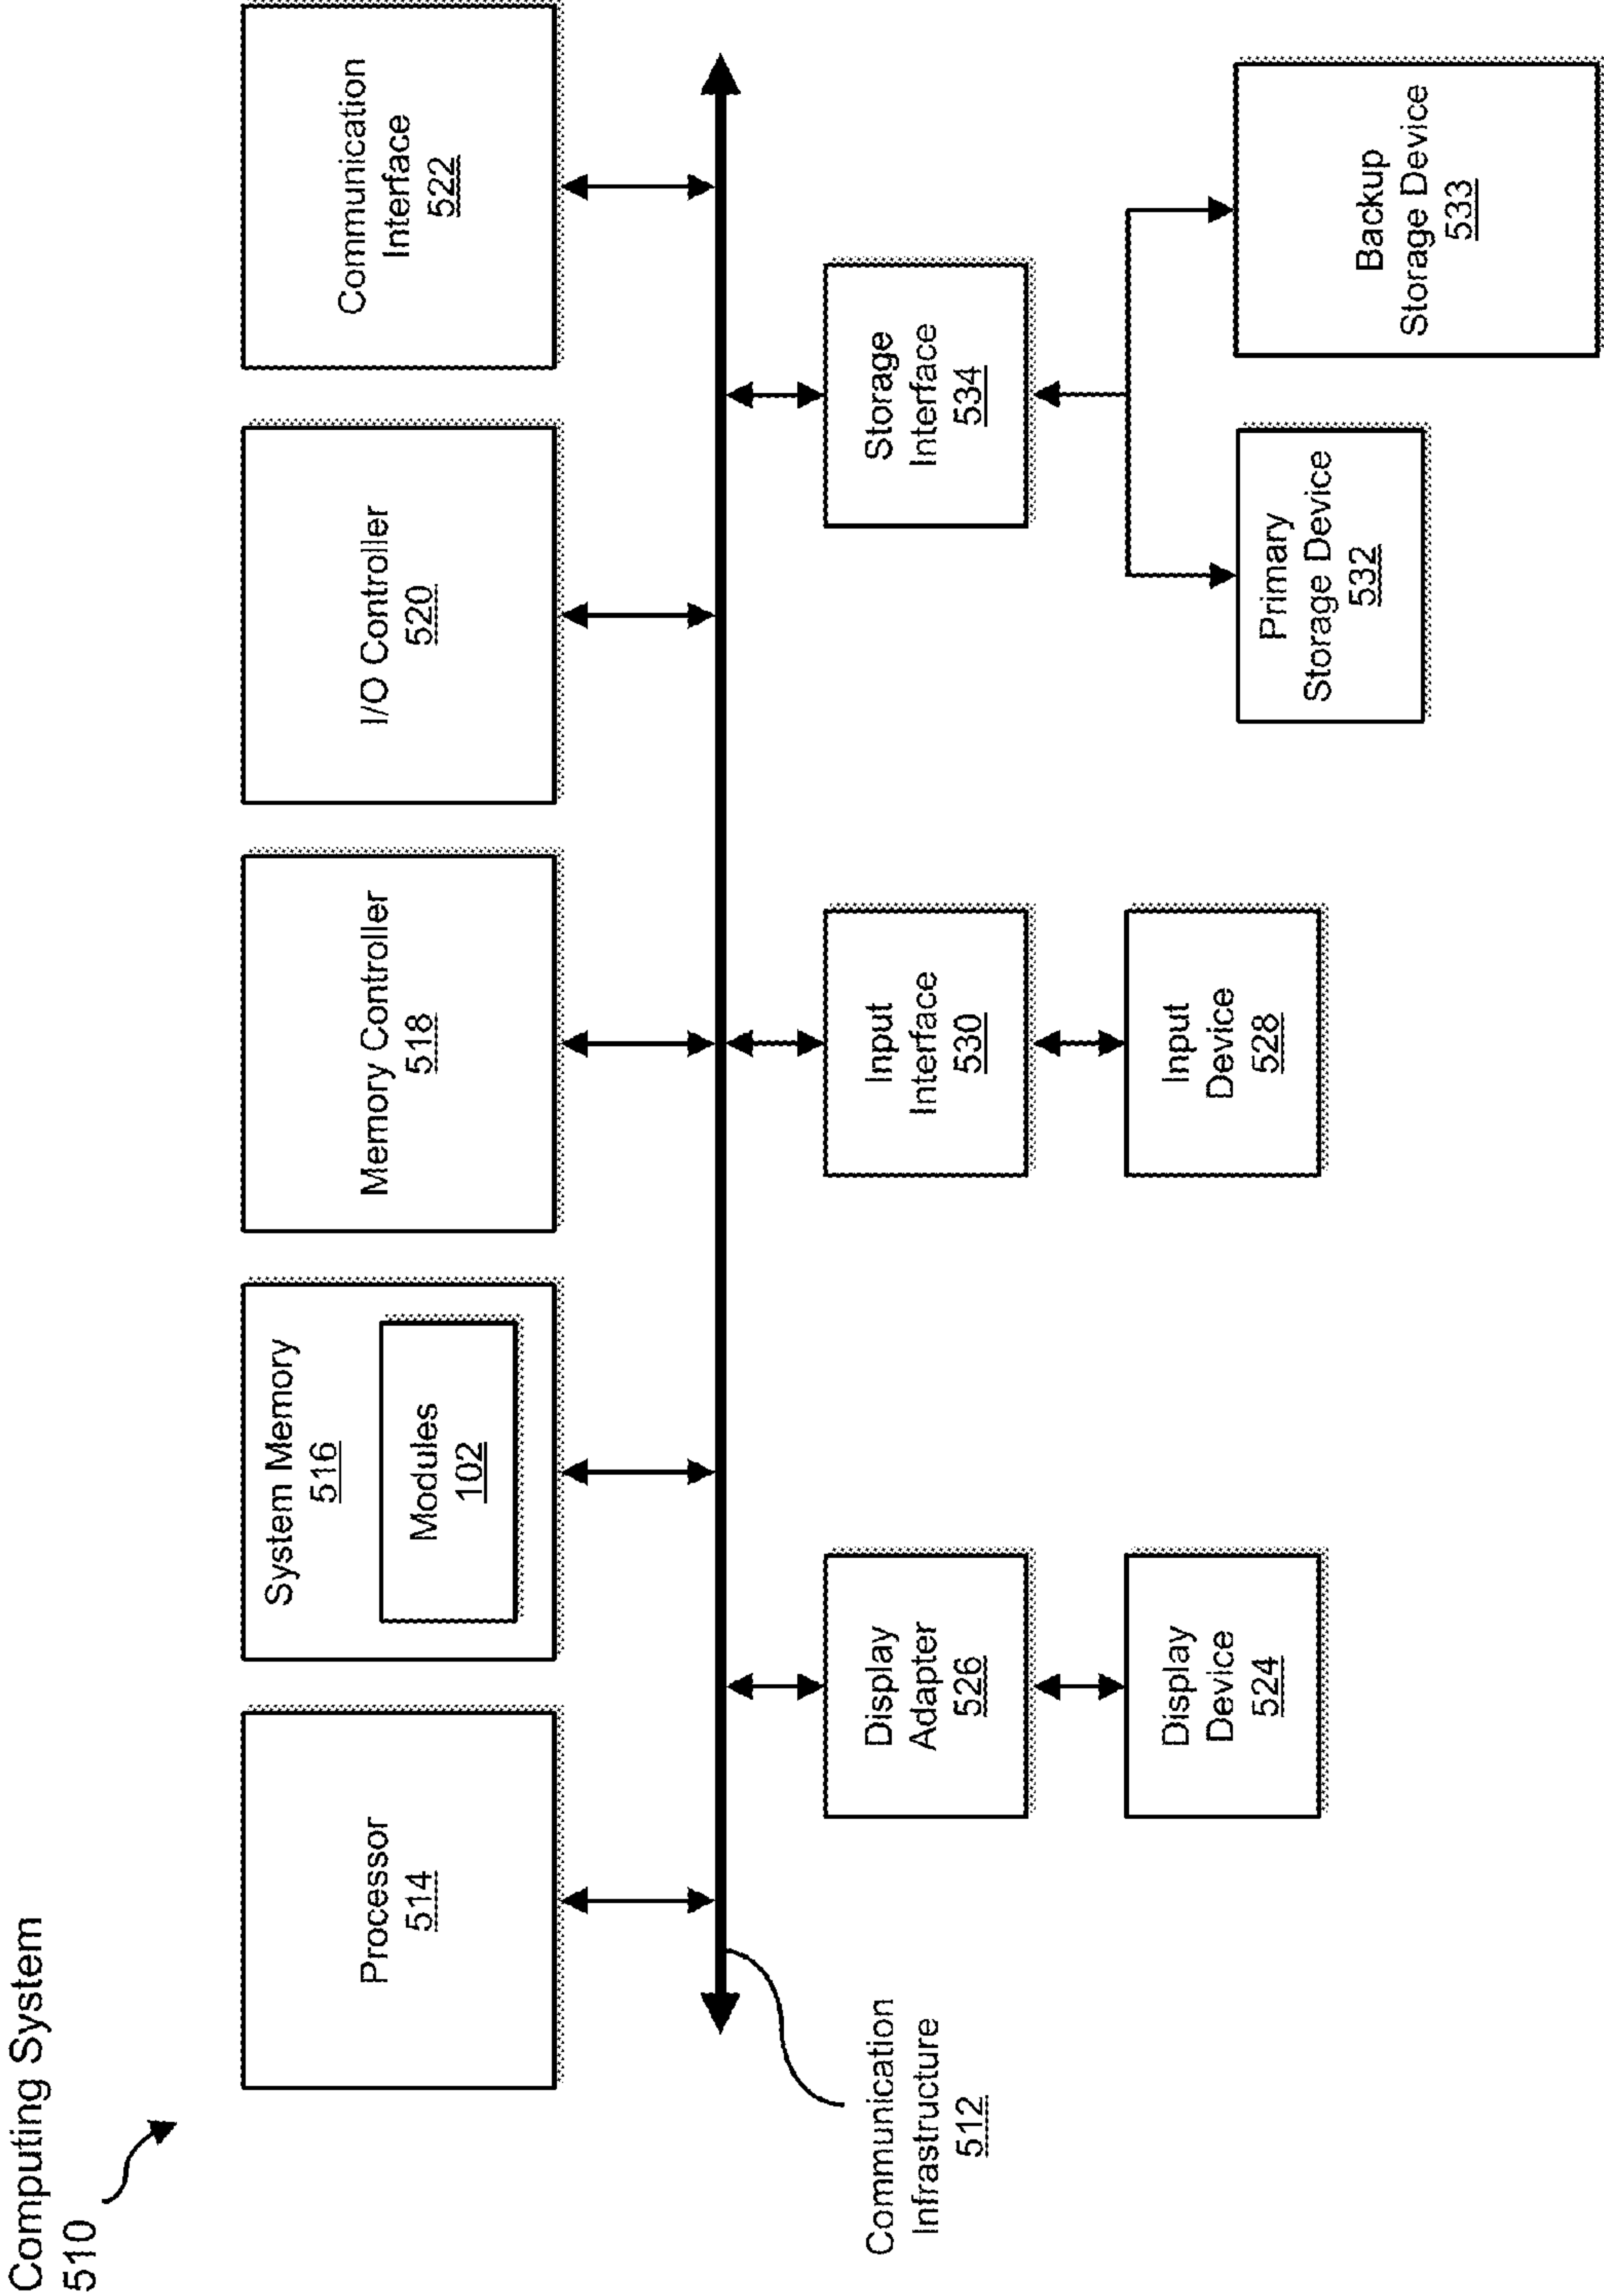 Computing System
510
Processor
514
System Memory
516
Modules
102
Memory Controller
518
I/O Controller
520
Communication
Interface
522
Communication
Infrastructure
512
Display
Adapter
526
Input
Interface
530
Storage
Interface
534
Display
Device
524
Input
Device
528
Primary
Storage Device
532
Backup
Storage Device
533